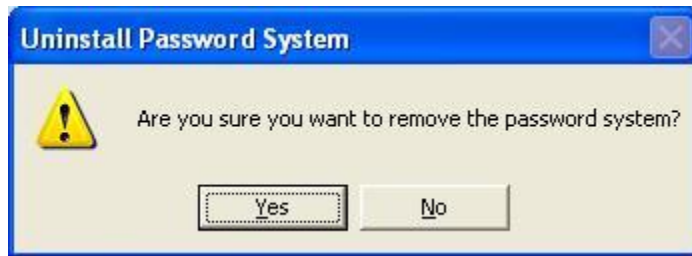 Uninstall Password System
Are you sure you want to remove the password system?
Yes No